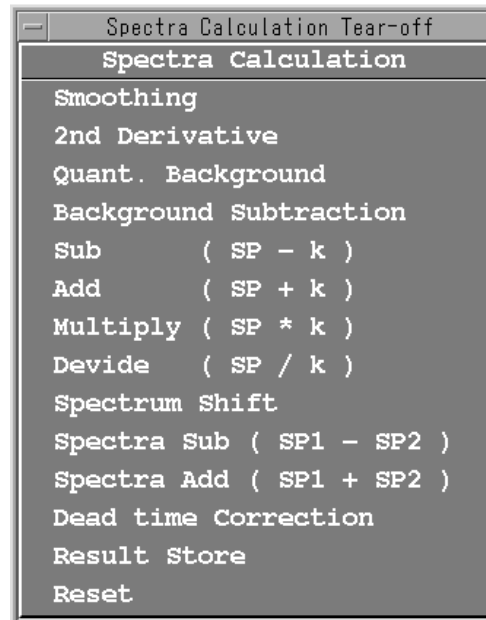 Spectra Calculation Tear-off
Spectra Calculation
Smoothing
2nd Derivative
Quant. Background
Background Subtraction
Sub ( SP - k )
Add ( SP + k )
Multiply ( SP * k )
Devide ( SP / k )
Spectrum Shift
Spectra Sub ( SP1 - SP2 )
Spectra Add ( SP1 + SP2 )
Dead time Correction
Result Store
Reset